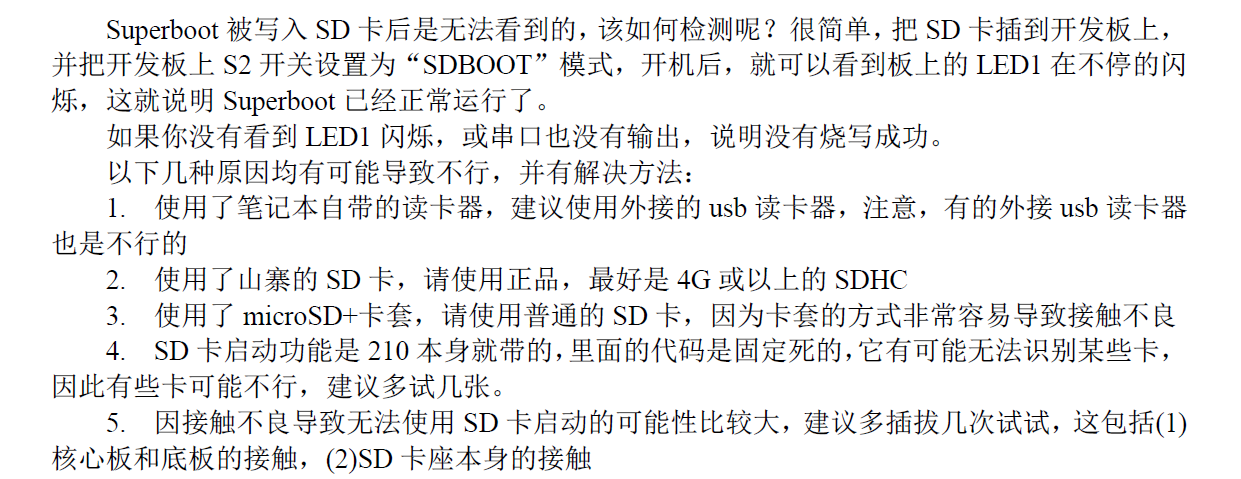 Superboot 被写入 SD 卡后是无法看到的，该如何检测呢？很简单，把 SD 卡插到开发板上，
并把开发板上 S2 开关设置为“SDBOOT”模式，开机后，就可以看到板上的 LED1 在不停的闪
烁，这就说明 Superboot 已经正常运行了。
如果你没有看到 LED1 闪烁，或串口也没有输出，说明没有烧写成功。
以下几种原因均有可能导致不行，并有解决方法：
1. 使用了笔记本自带的读卡器，建议使用外接的 usb 读卡器，注意，有的外接 usb 读卡器
也是不行的
2. 使用了山寨的 SD 卡，请使用正品，最好是 4G 或以上的 SDHC
3. 使用了 microSD+卡套，请使用普通的 SD 卡，因为卡套的方式非常容易导致接触不良
4. SD 卡启动功能是 210 本身就带的，里面的代码是固定死的，它有可能无法识别某些卡，
因此有些卡可能不行，建议多试几张。
5. 因接触不良导致无法使用 SD 卡启动的可能性比较大，建议多插拔几次试试，这包括(1)
核心板和底板的接触，(2)SD 卡座本身的接触